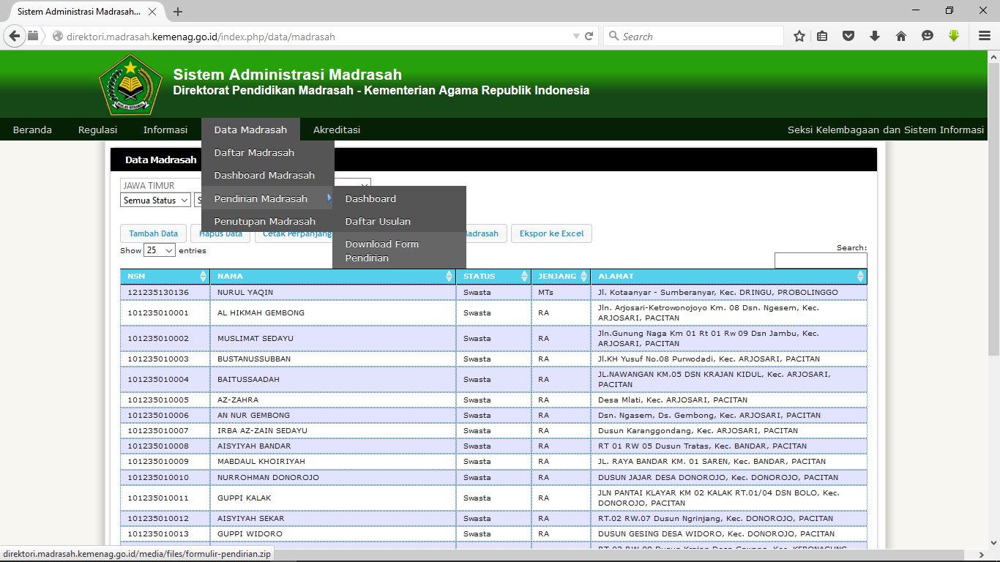 Sistem Administrasi Madrasah...
direktori.madrasah.kemenag.go.id/index.php/data/madrasah
Search
Sistem Administrasi Madrasah
Direktorat Pendidikan Madrasah - Kementerian Agama Republik Indonesia
Beranda Regulasi Informasi Data Madrasah Akreditasi Seksi Kelembagaan dan Sistem Informasi
Daftar Madrasah
Dashboard Madrasah
Pendirian Madrasah
Penutupan Madrasah
Dashboard
Daftar Usulan
Download Form
Pendirian
Data Madrasah
JAWA TIMUR
Semua Status
Tambah Data Hapus Data Cetak Perpanjang Madrasah Ekspor ke Excel
Show 25 entries
Search:
NSM NAMA STATUS JENJANG ALAMAT
121235130136 NURUL YAQIN Swasta MTs Jl. Kotaanyar - Sumberanyar, Kec. DRINGU, PROBOLINGGO
101235010001 AL HIKMAH GEMBONG Swasta RA Jln. Arjosari-Ketrowonojoyo Km. 08 Dsn. Ngesem, Kec.
ARJOSARI, PACITAN
101235010002 MUSLIMAT SEDAYU Swasta RA Jln.Gunung Naga Km 01 Rt 01 Rw 09 Dsn Jambu, Kec.
ARJOSARI, PACITAN
101235010003 BUSTANUSSUBBAN Swasta RA Jl.KH Yusuf No.08 Purwodadi, Kec. ARJOSARI, PACITAN
101235010004 BAITUSSAADAH Swasta RA JL.NAWANGAN KM.05 DSN KRAJAN KIDUL, Kec. ARJOSARI,
PACITAN
101235010005 AZ-ZAHRA Swasta RA Desa Mlati, Kec. ARJOSARI, PACITAN
101235010006 AN NUR GEMBONG Swasta RA Dsn. Ngasem, Ds. Gembong, Kec. ARJOSARI, PACITAN
101235010007 IRBA AZ-ZAIN SEDAYU Swasta RA Dusun Karanggondang, Kec. ARJOSARI, PACITAN
101235010008 AISYIYAH BANDAR Swasta RA RT 01 RW 05 Dusun Tratas, Kec. BANDAR, PACITAN
101235010009 MABDAUL KHOIRIYAH Swasta RA JL. RAYA BANDAR KM. 01 SAREN, Kec. BANDAR, PACITAN
101235010010 NURROHMAN DONOROJO Swasta RA DUSUN JAJAR DESA DONOROJO, Kec. DONOROJO, PACITAN
101235010011 GUPPI KALAK Swasta RA JLN PANTAI KLAYAR KM 02 KALAK RT.01/04 DSN BOLO, Kec.
DONOROJO, PACITAN
101235010012 AISYIYAH SEKAR Swasta RA RT.02 RW.07 Dusun Ngrinjang, Kec. DONOROJO, PACITAN
101235010013 GUPPI WIDORO Swasta RA DUSUN GESING DESA WIDORO, Kec. DONOROJO, PACITAN
direktori.madrasah.kemenag.go.id/media/files/formulir-pendirian.zip